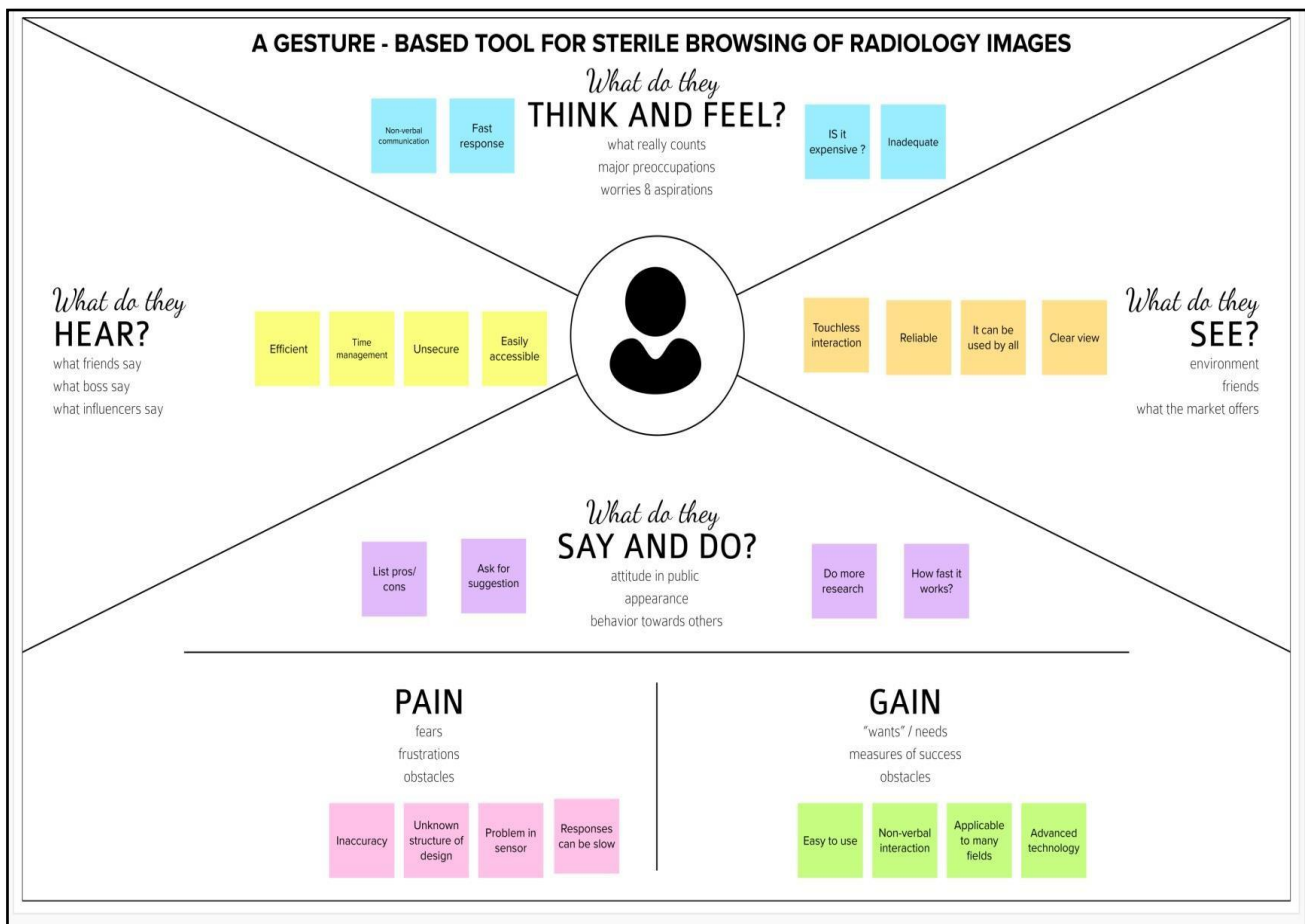 A GESTURE - BASED TOOL FOR STERILE BROWSING OF RADIOLOGY IMAGES
What do they
THINK AND FEEL?
what really counts
major preoccupations
worries & aspirations
Non-verbal
communication
Fast
response
IS it
expensive ?
Inadequate
What do they
HEAR?
what friends say
what boss say
what influencers say
Efficient
Time
management
Unsecure
Easily
accessible
Touchless
interaction
Reliable
It can be
used by all
Clear view
What do they
SEE?
environment
friends
what the market offers
What do they
SAY AND DO?
attitude in public
appearance
behavior towards others
List pros/
cons
Ask for
suggestion
Do more
research
How fast it
works?
PAIN
fears
frustrations
obstacles
Inaccuracy
Unknown
structure of
design
Problem in
sensor
Responses
can be slow
GAIN
“wants” / needs
measures of success
obstacles
Easy to use
Non-verbal
interaction
Applicable
to many
fields
Advanced
technology